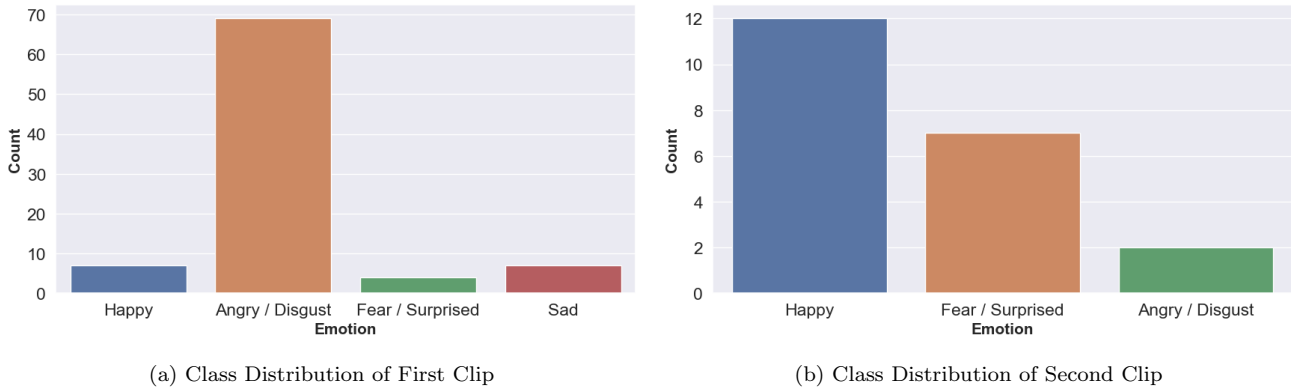 70
60
50
40
30
20
10
0
Count
Happy
Angry / Disgust
Fear / Surprised
Sad
Emotion
(a) Class Distribution of First Clip
12
10
8
6
4
2
0
Count
Happy
Fear / Surprised
Angry / Disgust
Emotion
(b) Class Distribution of Second Clip